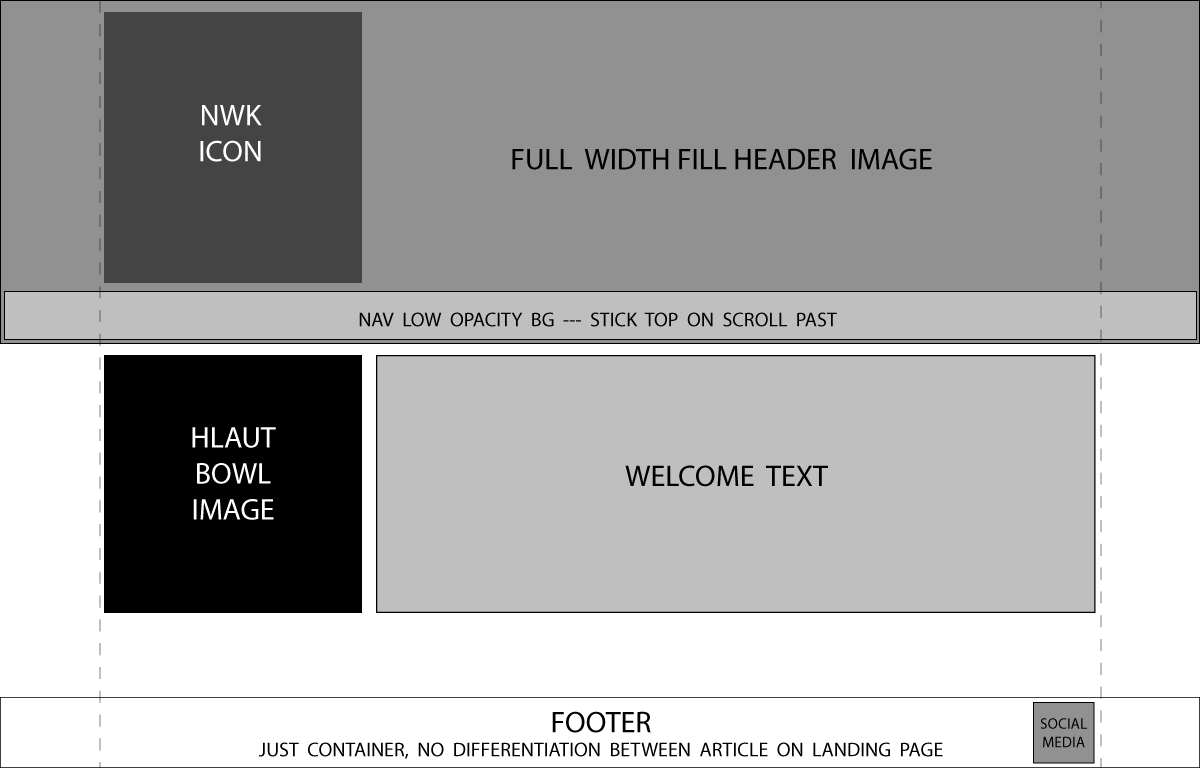 NWK
ICON
FULL WIDTH FILL HEADER IMAGE
NAV LOW OPACITY BG --- STICK TOP ON SCROLL PAST
HLAUT
BOWL
IMAGE
WELCOME TEXT
FOOTER
JUST CONTAINER, NO DIFFERENTIATION BETWEEN ARTICLE ON LANDING PAGE
SOCIAL
MEDIA